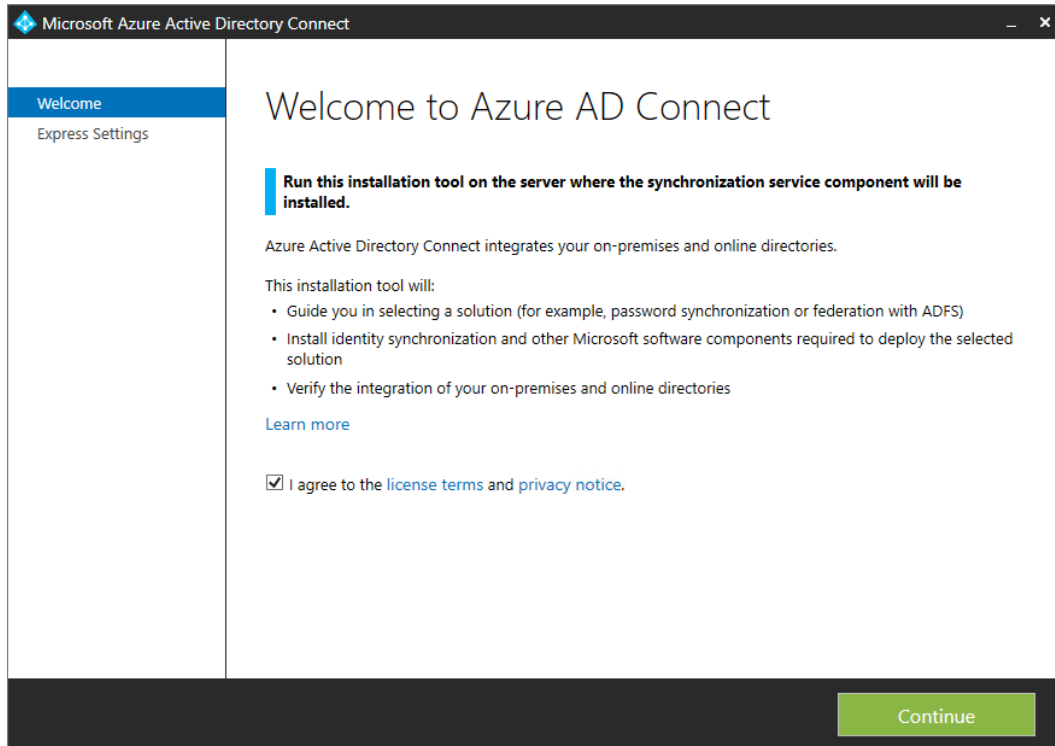 Microsoft Azure Active Directory Connect
Welcome
Express Settings
Welcome to Azure AD Connect
Run this installation tool on the server where the synchronization service component will be
installed.
Azure Active Directory Connect integrates your on-premises and online directories.
This installation tool will:
• Guide you in selecting a solution (for example, password synchronization or federation with ADFS)
• Install identity synchronization and other Microsoft software components required to deploy the selected
solution
• Verify the integration of your on-premises and online directories
Learn more
I agree to the license terms and privacy notice.
Continue